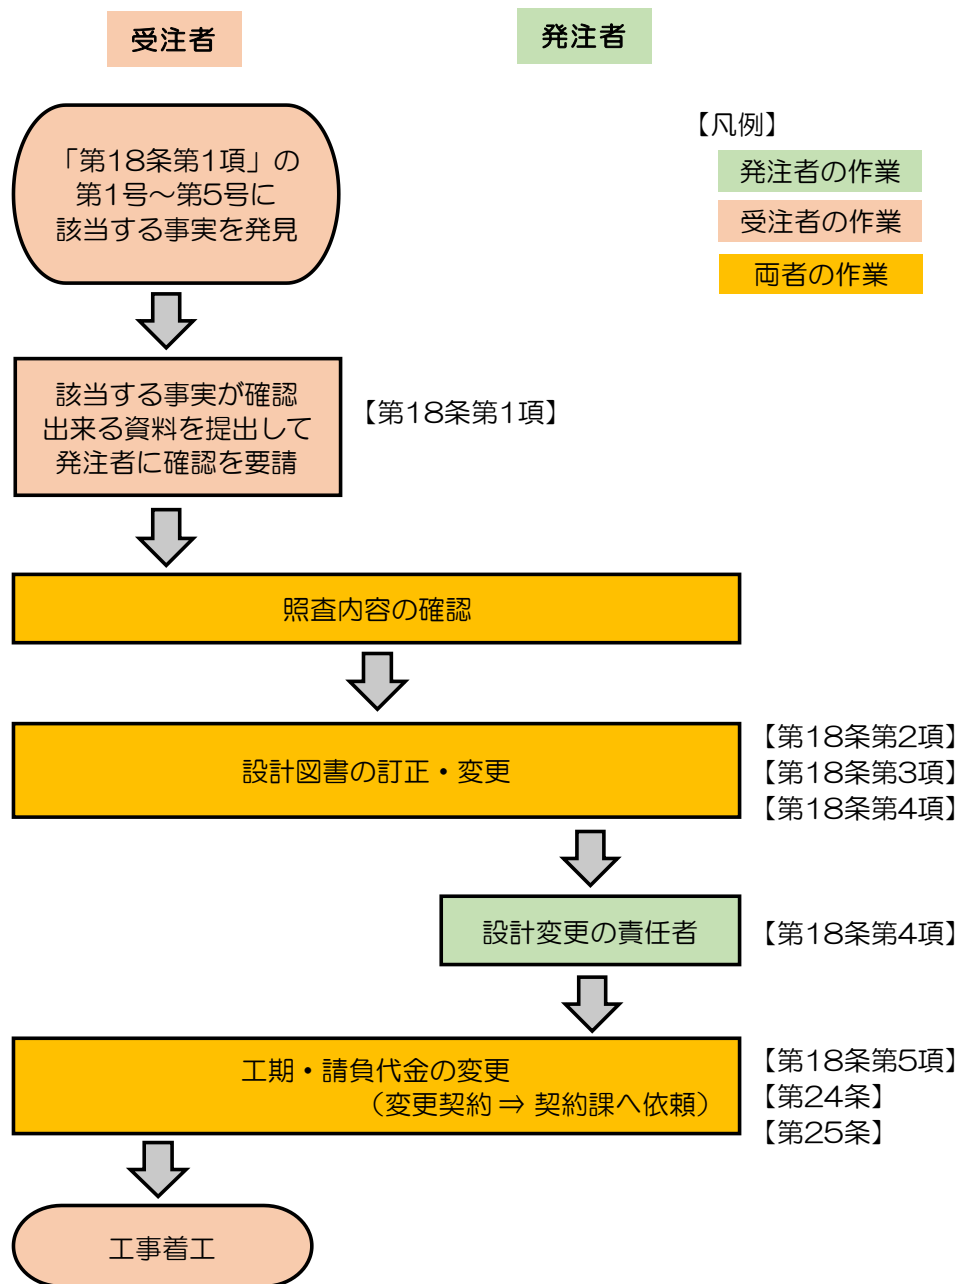 受注者
発注者
【凡例】
発注者の作業
受注者の作業
両者の作業
「第18条第1項」の
第1号～第5号に
該当する事実を発見
該当する事実が確認
出来る資料を提出して
発注者に確認を要請
【第18条第1項】
照査内容の確認
設計図書の訂正・変更
【第18条第2項】
【第18条第3項】
【第18条第4項】
設計変更の責任者
【第18条第4項】
工期・請負代金の変更
（変更契約 ⇒ 契約課へ依頼）
【第18条第5項】
【第24条】
【第25条】
工事着工